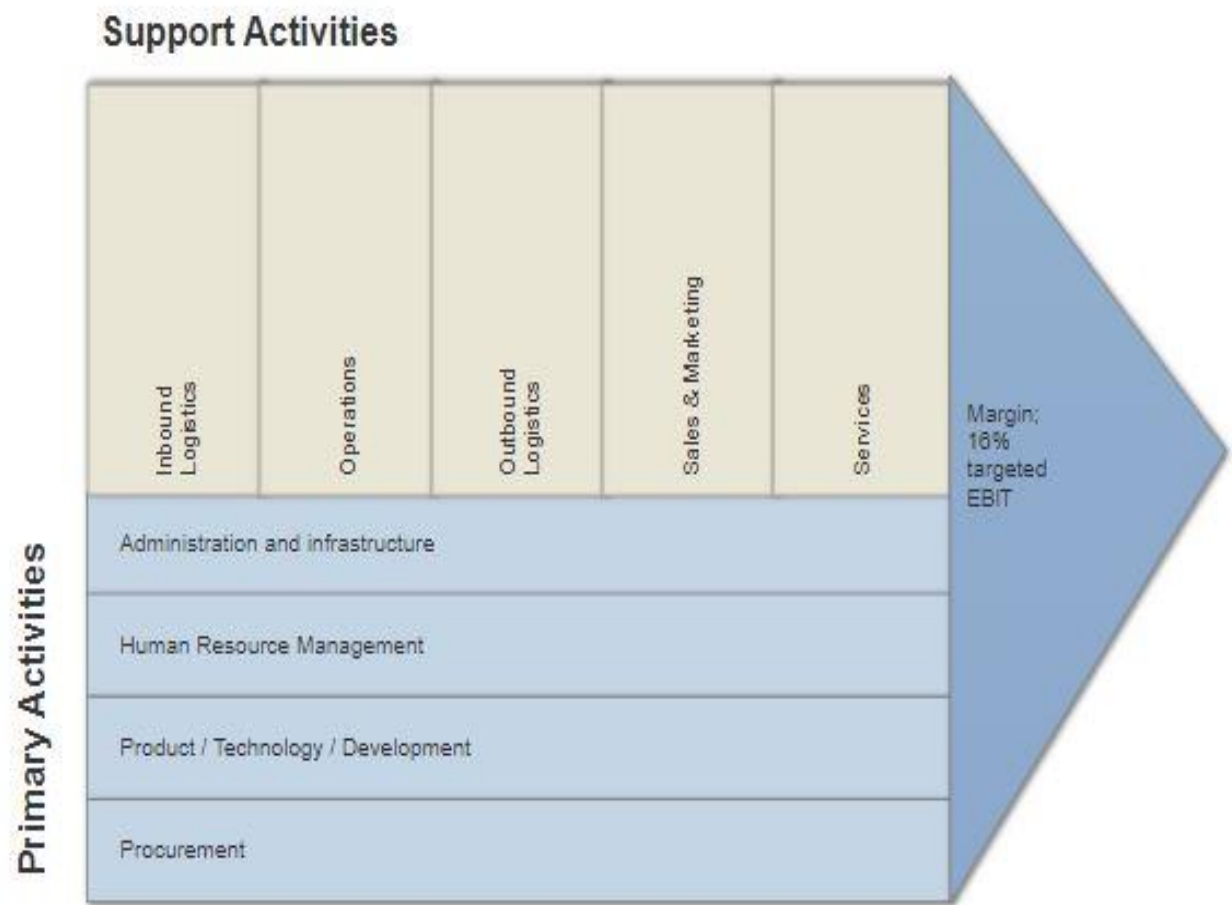 Support Activities
Inbound
Logistics
Operations
Outbound
Logistics
Sales & Marketing
Services
Margin;
16%
targeted
EBIT
Primary Activities
Administration and infrastructure
Human Resource Management
Product / Technology / Development
Procurement